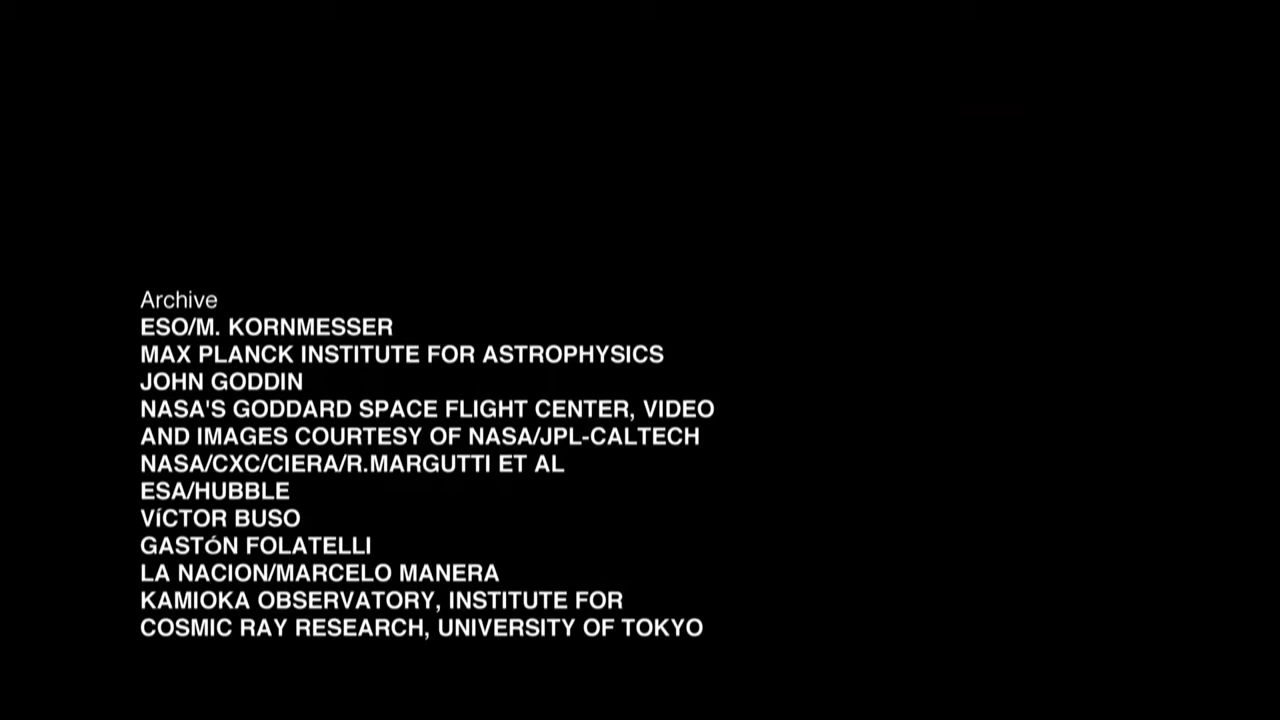 Archive
ESO/M. KORNMESSER
MAX PLANCK INSTITUTE FOR ASTROPHYSICS
JOHN GODDIN
NASA'S GODDARD SPACE FLIGHT CENTER, VIDEO
AND IMAGES COURTESY OF NASA/JPL-CALTECH
NASA/CXC/CIERA/R.MARGUTTI ET AL
ESA/HUBBLE
VíCTOR BUSO
GASTóN FOLATELLI
LA NACION/MARCELO MANERA
KAMIOKA OBSERVATORY, INSTITUTE FOR
COSMIC RAY RESEARCH, UNIVERSITY OF TOKYO